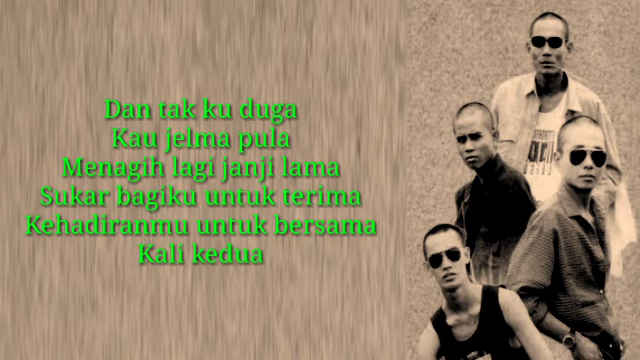 Dan tak ku duga
Kau jelma pula
Menagih lagi janji lama
Sukar bagiku untuk terima
Kehadiranmu untuk bersama
Kali kedua